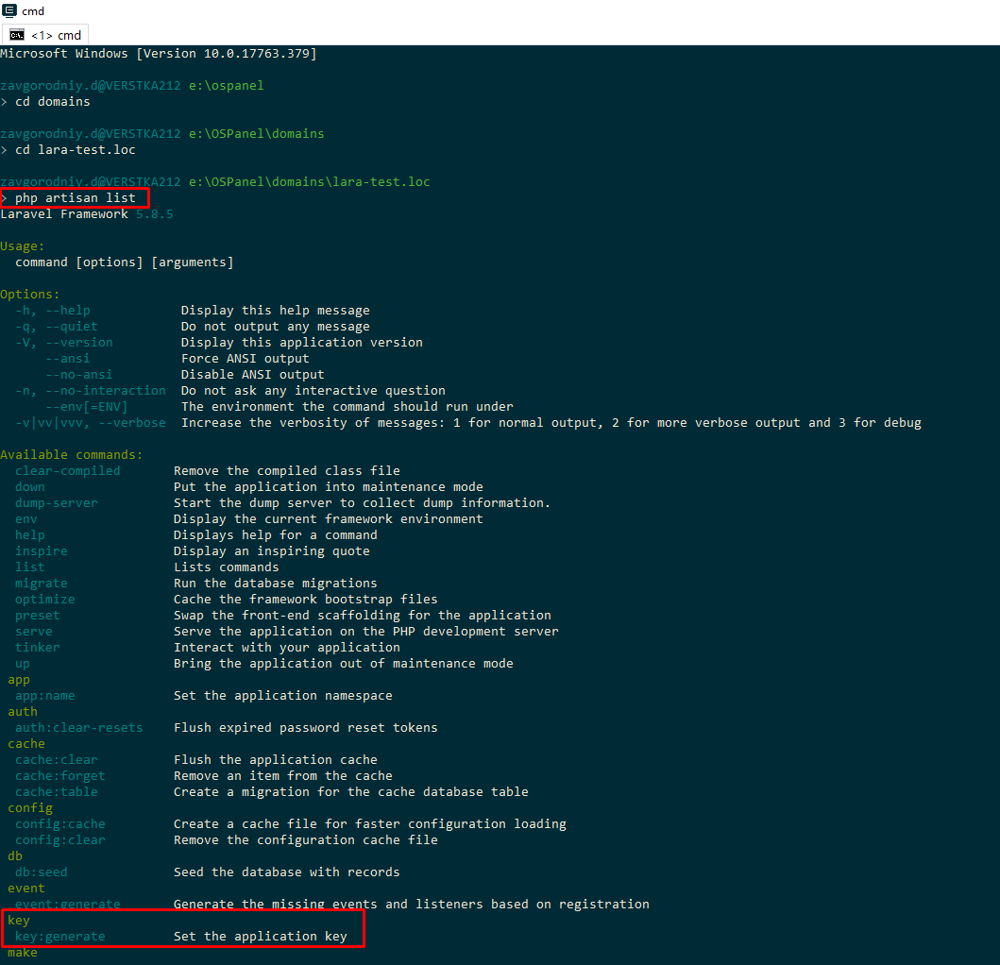 cmd
<1> cmd
Microsoft Windows [Version 10.0.17763.379]
zavgorodniy.d@VERSTKA212 e:\ospanel
> cd domains
zavgorodniy.d@VERSTKA212 e:\OSPanel\domains
> cd lara-test.loc
zavgorodniy.d@VERSTKA212 e:\OSPanel\domains\lara-test.loc
> php artisan list
Laravel Framework 5.8.5
Usage:
  command [options] [arguments]
Options:
  -h, --help            Display this help message
  -q, --quiet           Do not output any message
  -V, --version         Display this application version
      --ansi            Force ANSI output
      --no-ansi         Disable ANSI output
  -n, --no-interaction  Do not ask any interactive question
      --env[=ENV]       The environment the command should run under
  -v|vv|vvv, --verbose  Increase the verbosity of messages: 1 for normal output, 2 for more verbose output and 3 for debug
Available commands:
  clear-compiled       Remove the compiled class file
  down                 Put the application into maintenance mode
  dump-server          Start the dump server to collect dump information.
  env                  Display the current framework environment
  help                 Displays help for a command
  inspire              Display an inspiring quote
  list                 Lists commands
  migrate              Run the database migrations
  optimize             Cache the framework bootstrap files
  preset               Swap the front-end scaffolding for the application
  serve                Serve the application on the PHP development server
  tinker               Interact with your application
  up                   Bring the application out of maintenance mode
 app
  app:name             Set the application namespace
 auth
  auth:clear-resets    Flush expired password reset tokens
 cache
  cache:clear          Flush the application cache
  cache:forget         Remove an item from the cache
  cache:table          Create a migration for the cache database table
 config
  config:cache         Create a cache file for faster configuration loading
  config:clear         Remove the configuration cache file
 db
  db:seed              Seed the database with records
 event
  event:generate       Generate the missing events and listeners based on registration
 key
  key:generate         Set the application key
 make